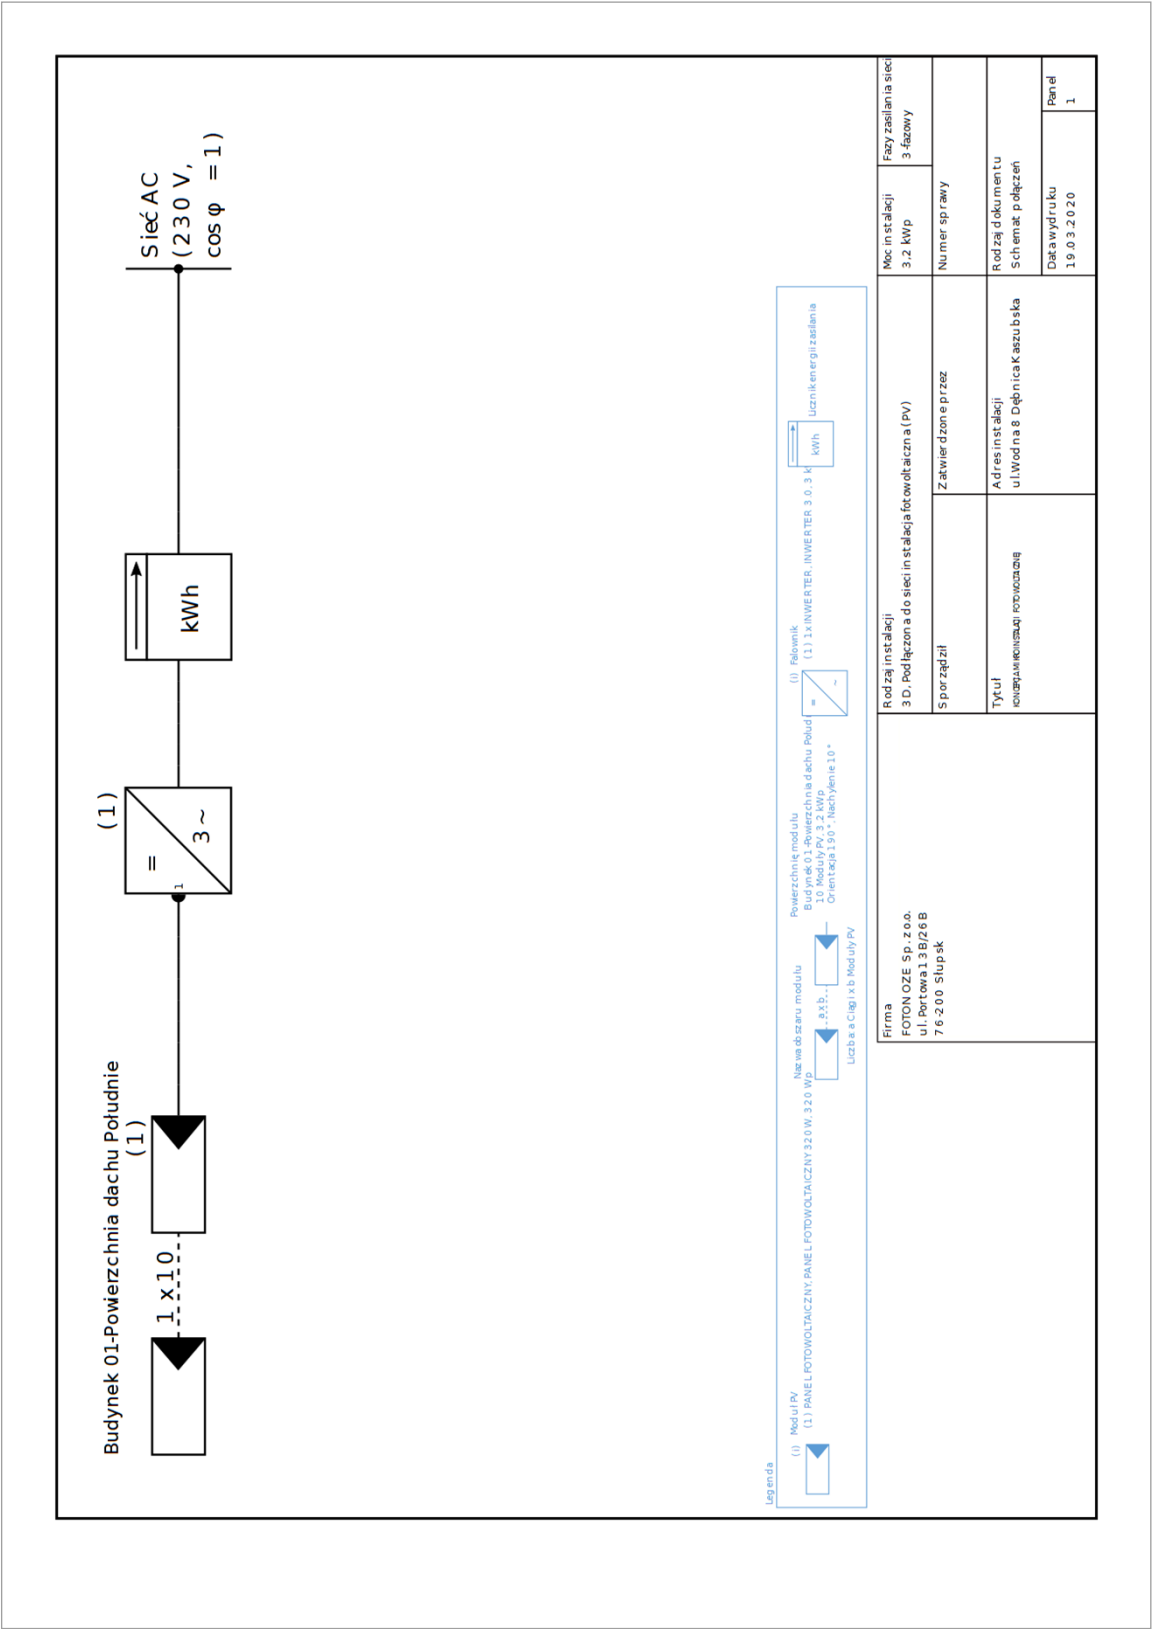 Budynek 01-Powierzchnia dachu Południe
(1)
1 x 10
(1)
=
3 ~
1
kWh
Sieć AC
(230 V,
cos φ = 1)
Legenda
(i) Moduł PV
(1) PANEL FOTOWOLTAICZNY, PANEL FOTOWOLTAICZNY 320 W, 320 Wp
Nazwa obszaru modułu
a x b
Liczba: a Ciągi x b Moduły PV
Powierzchnię modułu
Budynek 01-Powierzchnia dachu Połud
10 Moduły PV, 3.2 kWp
Orientacja 190 °, Nachylenie 10 °
=
~
(i) Falownik
(1) 1x INWERTER, INWERTER 3.0, 3 k
kWh
Licznik energii zasilania
Firma
FOTON OZE Sp. z o.o.
ul. Portowa 13B/26B
76-200 Słupsk
Rodzaj instalacji
3D, Podłączona do sieci instalacja fotowoltaiczna (PV)
Moc instalacji
3,2 kWp
Fazy zasilania sieci
3-fazowy
Sporządził
Zatwierdzone przez
Numer sprawy
Tytuł
Adres instalacji
ul.Wodna 8 Dębnica Kaszubska
Rodzaj dokumentu
Schemat połączeń
Data wydruku
19.03.2020
Panel
1